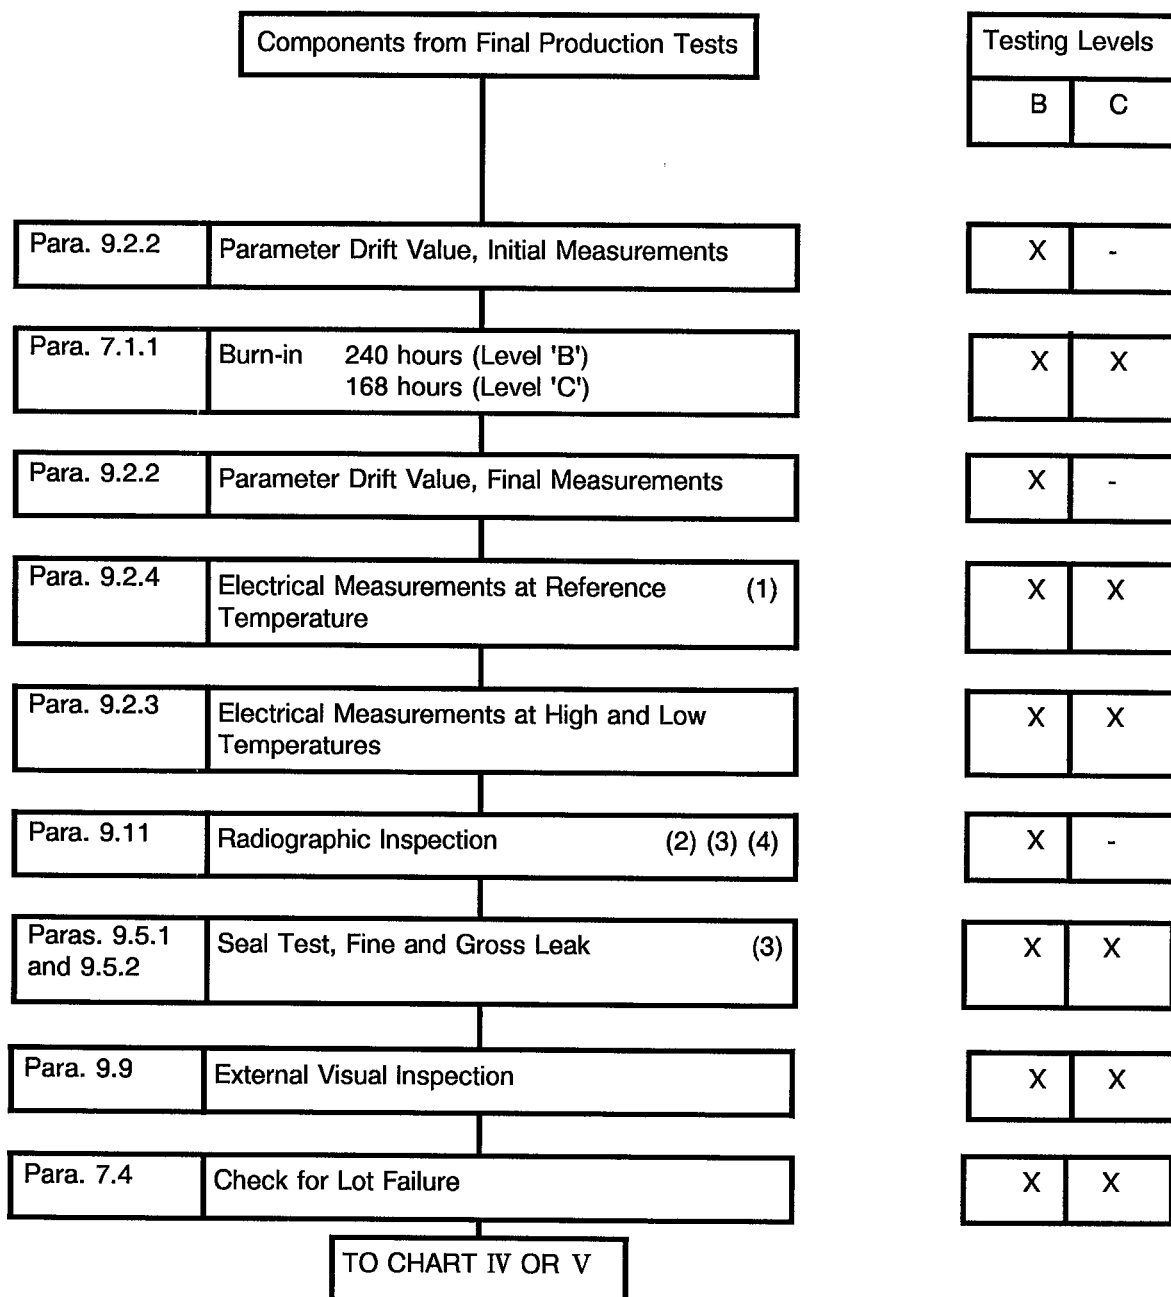 Components from Final Production Tests
Testing Levels
B C
Para. 9.2.2 Parameter Drift Value, Initial Measurements X -
Para. 7.1.1 Burn-in 240 hours (Level 'B') X X
168 hours (Level 'C')
Para. 9.2.2 Parameter Drift Value, Final Measurements X -
Para. 9.2.4 Electrical Measurements at Reference (1) X X
Temperature
Para. 9.2.3 Electrical Measurements at High and Low X X
Temperatures
Para. 9.11 Radiographic Inspection (2) (3) (4) X -
Paras. 9.5.1 Seal Test, Fine and Gross Leak (3) X X
and 9.5.2
Para. 9.9 External Visual Inspection X X
Para. 7.4 Check for Lot Failure X X
TO CHART IV OR V